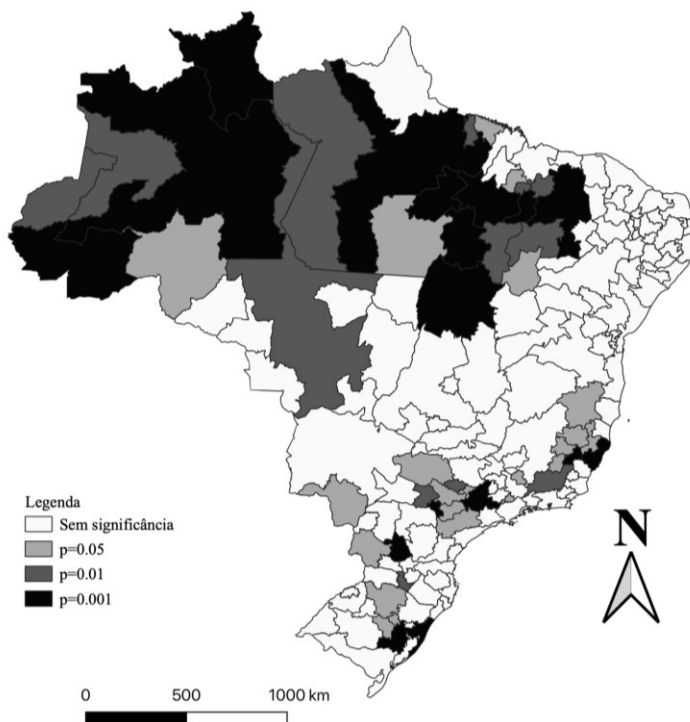 Legenda
Sem significância
p=0.05
p=0.01
p=0.001
N
0 500 1000 km